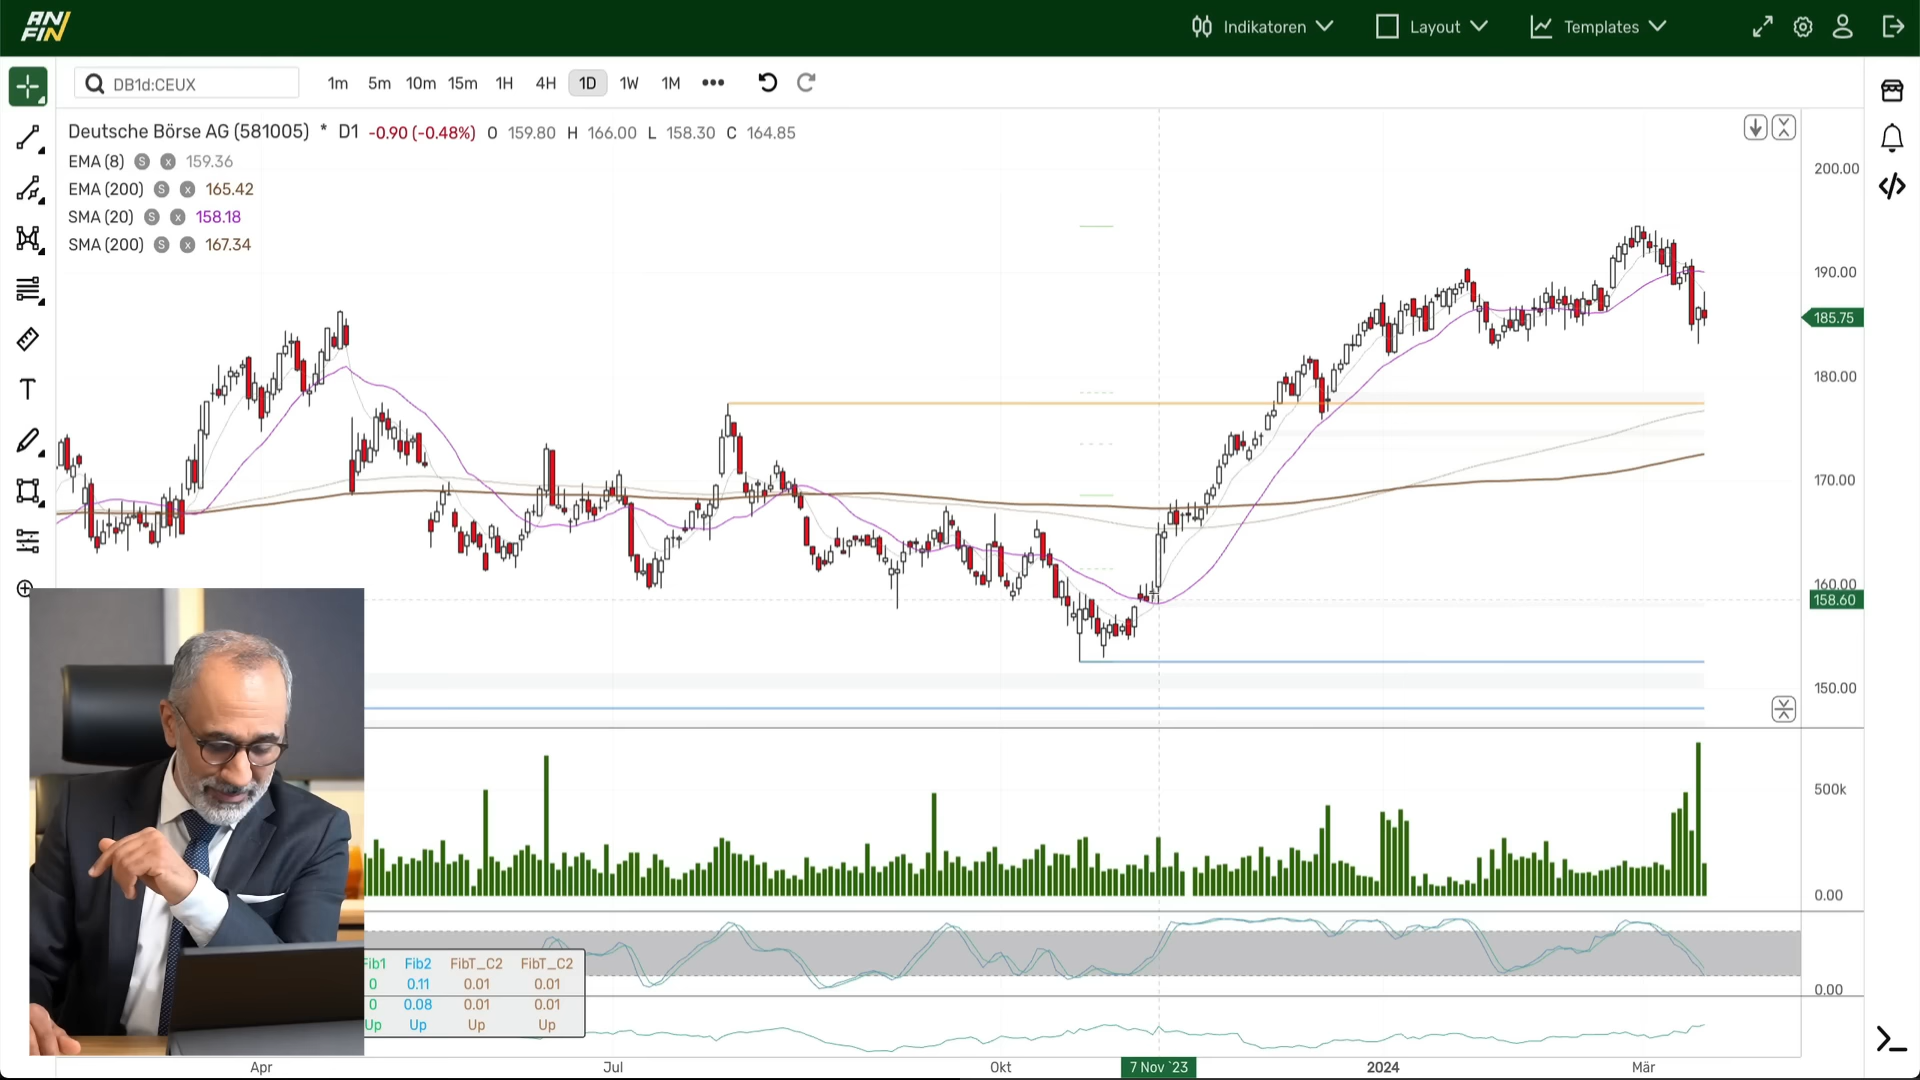 ANFIN
Indikatoren
Layout
Templates
DB1d:CEUX
1m 5m 10m 15m 1H 4H 1D 1W 1M •••
Deutsche Börse AG (581005) * D1 -0.90 (-0.48%) O 159.80 H 166.00 L 158.30 C 164.85
EMA (8) S x 159.36
EMA (200) S x 165.42
SMA (20) S x 158.18
SMA (200) S x 167.34
T
200.00
190.00
185.75
180.00
170.00
160.00
158.60
150.00
500k
0.00
0.00
Fib1 Fib2 FibT_C2 FibT_C2
0 0.11 0.01 0.01
0 0.08 0.01 0.01
Up Up Up Up
Apr Jul Okt 7 Nov `23 2024 Mär